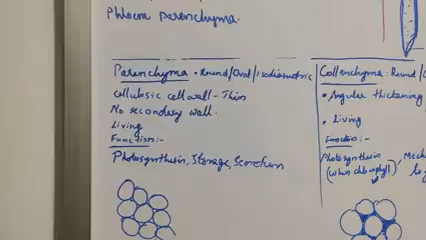 Phloem parenchyma.
Parenchyma • Round/Oval/isodiametric
Cellulosic cell wall - Thin
No secondary wall.
Living
Function:-
Photosynthesis, Storage, Secretion
Collenchyma: Round/
• Angular thickening
• Living
Function:-
Photosynthesis
(when chlorophyll),